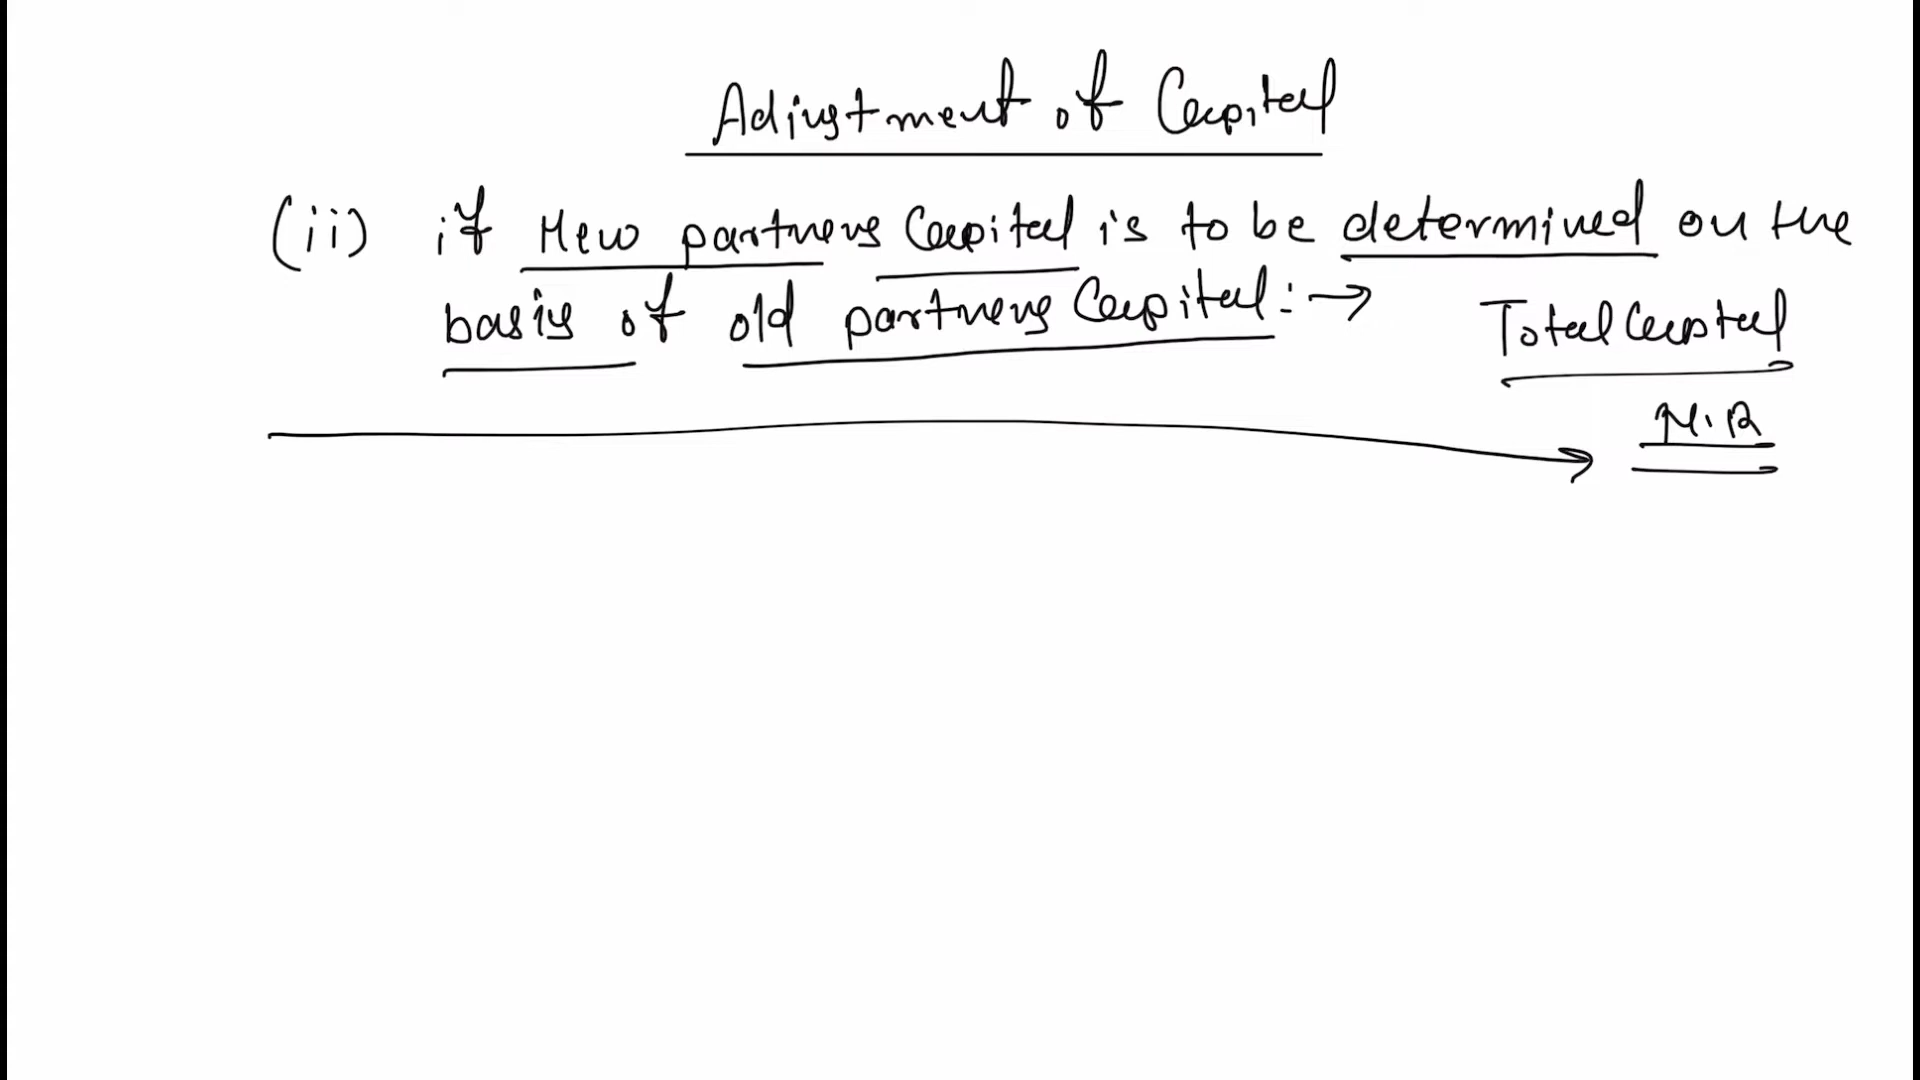 Adjustment of Capital
(ii) if New partners Capital is to be determined on the
basis of old partners Capital :→
Total Capital
N.R